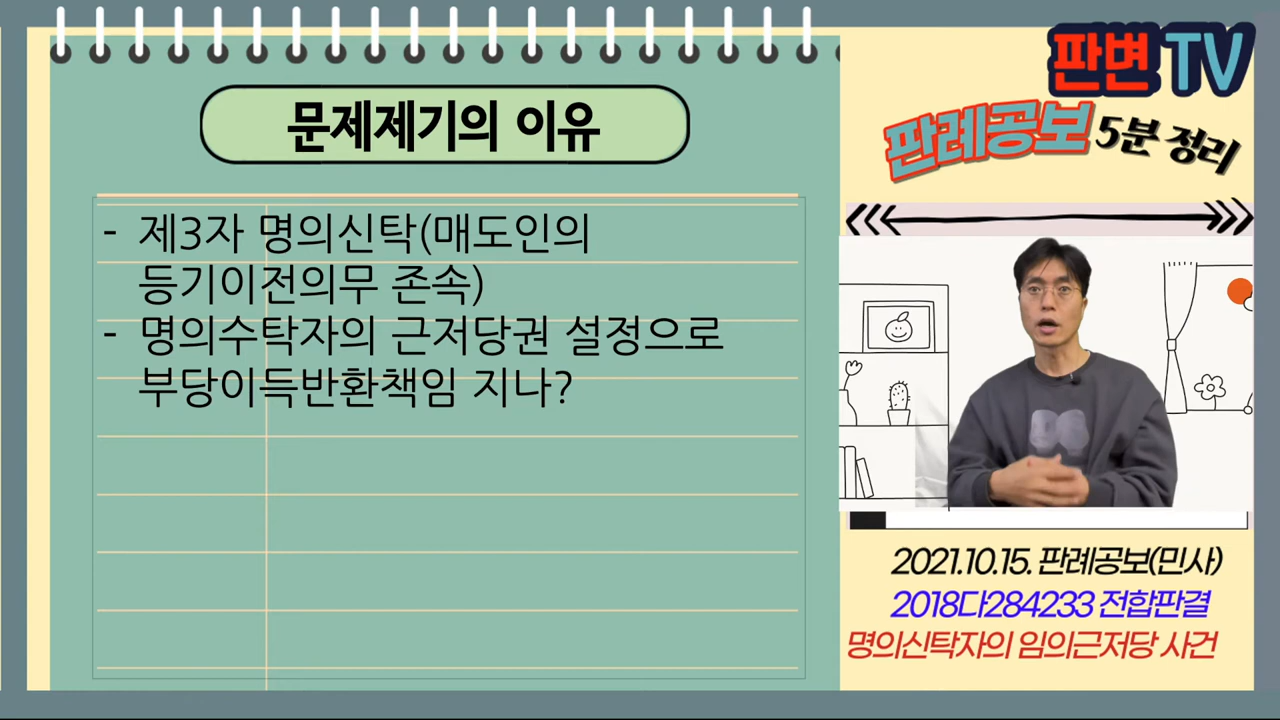 문제제기의 이유
- 제3자 명의신탁(매도인의
등기이전의무 존속)
- 명의수탁자의 근저당권 설정으로
부당이득반환책임 지나?
판변 TV
판례공보 5분 정리
2021.10.15. 판례공보(민사)
2018다284233 전합판결
명의신탁자의 임의근저당 사건